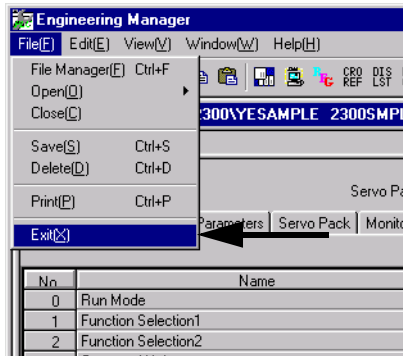 Engineering Manager
File(F) Edit(E) View(V) Window(W) Help(H)
File Manager(F) Ctrl+F
Open(O)
Close(C)
Save(S) Ctrl+S
Delete(D) Ctrl+D
Print(P) Ctrl+P
Exit(X)
CRO REF DIS LST
2300\YESAMPLE 2300SMPL
Servo Pa
Parameters Servo Pack Monito
No Name
0 Run Mode
1 Function Selection1
2 Function Selection2